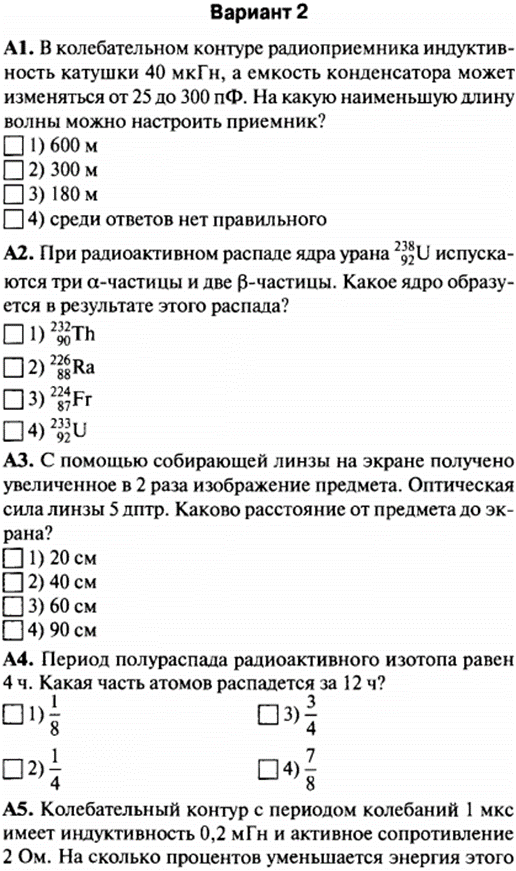 Вариант 2
А1. В колебательном контуре радиоприемника индуктив-
ность катушки 40 мкГн, а емкость конденсатора может
изменяться от 25 до 300 пФ. На какую наименьшую длину
волны можно настроить приемник?
1) 600 м
2) 300 м
3) 180 м
4) среди ответов нет правильного
А2. При радиоактивном распаде ядра урана ²³⁸₉₂U испуска-
ются три α-частицы и две β-частицы. Какое ядро образу-
ется в результате этого распада?
1) ²³²₉₀Th
2) ²²⁶₈₈Ra
3) ²²⁴₈₇Fr
4) ²³³₉₂U
А3. С помощью собирающей линзы на экране получено
увеличенное в 2 раза изображение предмета. Оптическая
сила линзы 5 дптр. Каково расстояние от предмета до эк-
рана?
1) 20 см
2) 40 см
3) 60 см
4) 90 см
А4. Период полураспада радиоактивного изотопа равен
4 ч. Какая часть атомов распадется за 12 ч?
1) 1/8 3) 3/4
2) 1/4 4) 7/8
А5. Колебательный контур с периодом колебаний 1 мкс
имеет индуктивность 0,2 мГн и активное сопротивление
2 Ом. На сколько процентов уменьшается энергия этого